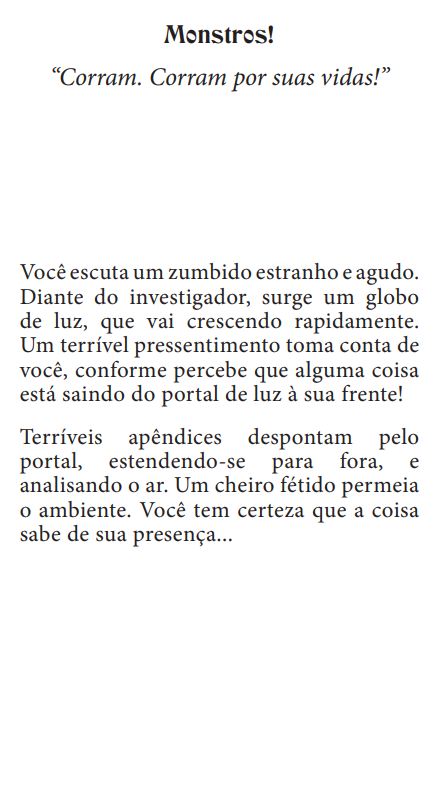 Monstros!
“Corram. Corram por suas vidas!”
Você escuta um zumbido estranho e agudo.
Diante do investigador, surge um globo
de luz, que vai crescendo rapidamente.
Um terrível pressentimento toma conta de
você, conforme percebe que alguma coisa
está saindo do portal de luz à sua frente!
Terríveis apêndices despontam pelo
portal, estendendo-se para fora, e
analisando o ar. Um cheiro fétido permeia
o ambiente. Você tem certeza que a coisa
sabe de sua presença...